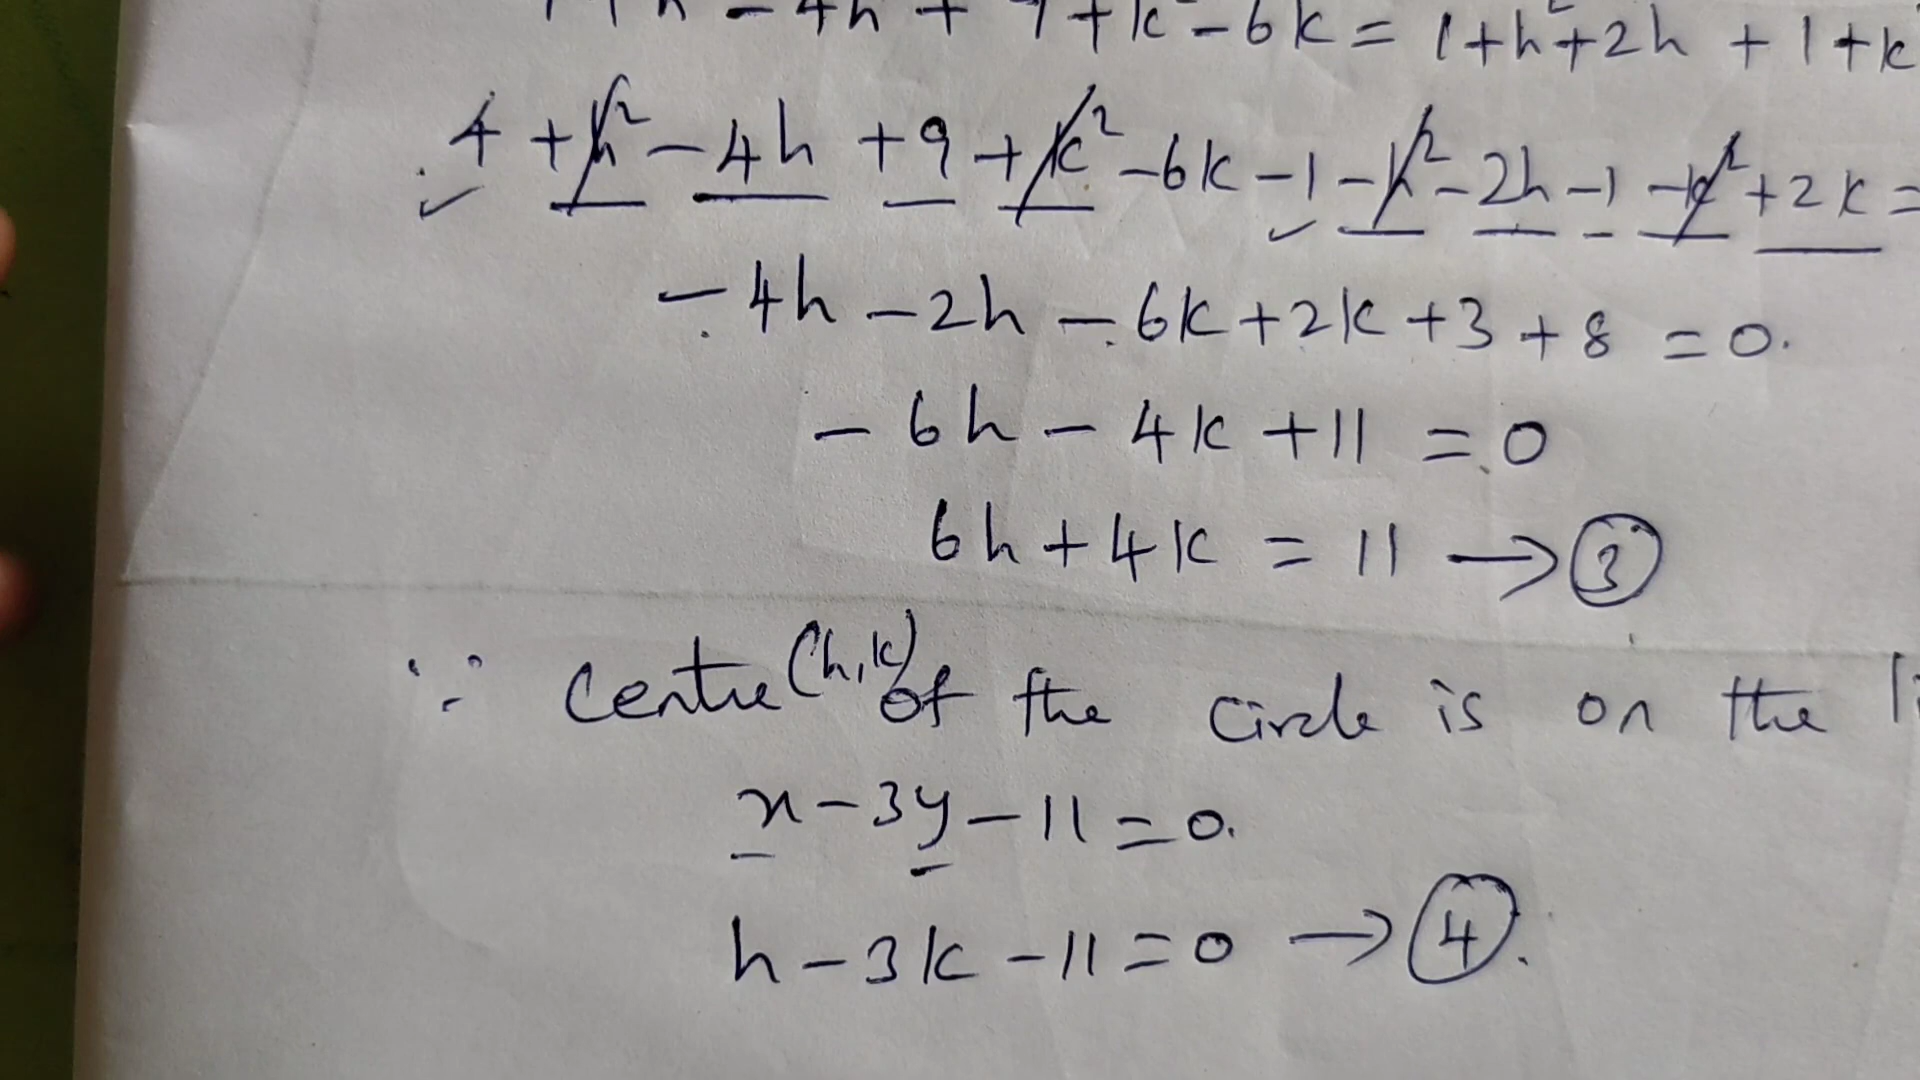 - 4h + 9 + k² - 6k = 1 + h² + 2h + 1 + k
4 + h² - 4h + 9 + k² - 6k - 1 - h² - 2h - 1 - k² + 2k =
- 4h - 2h - 6k + 2k + 3 + 8 = 0.
- 6h - 4k + 11 = 0
6h + 4k = 11 → ③
∵ Centre (h,k) of the circle is on the
x - 3y - 11 = 0.
h - 3k - 11 = 0 → ④.